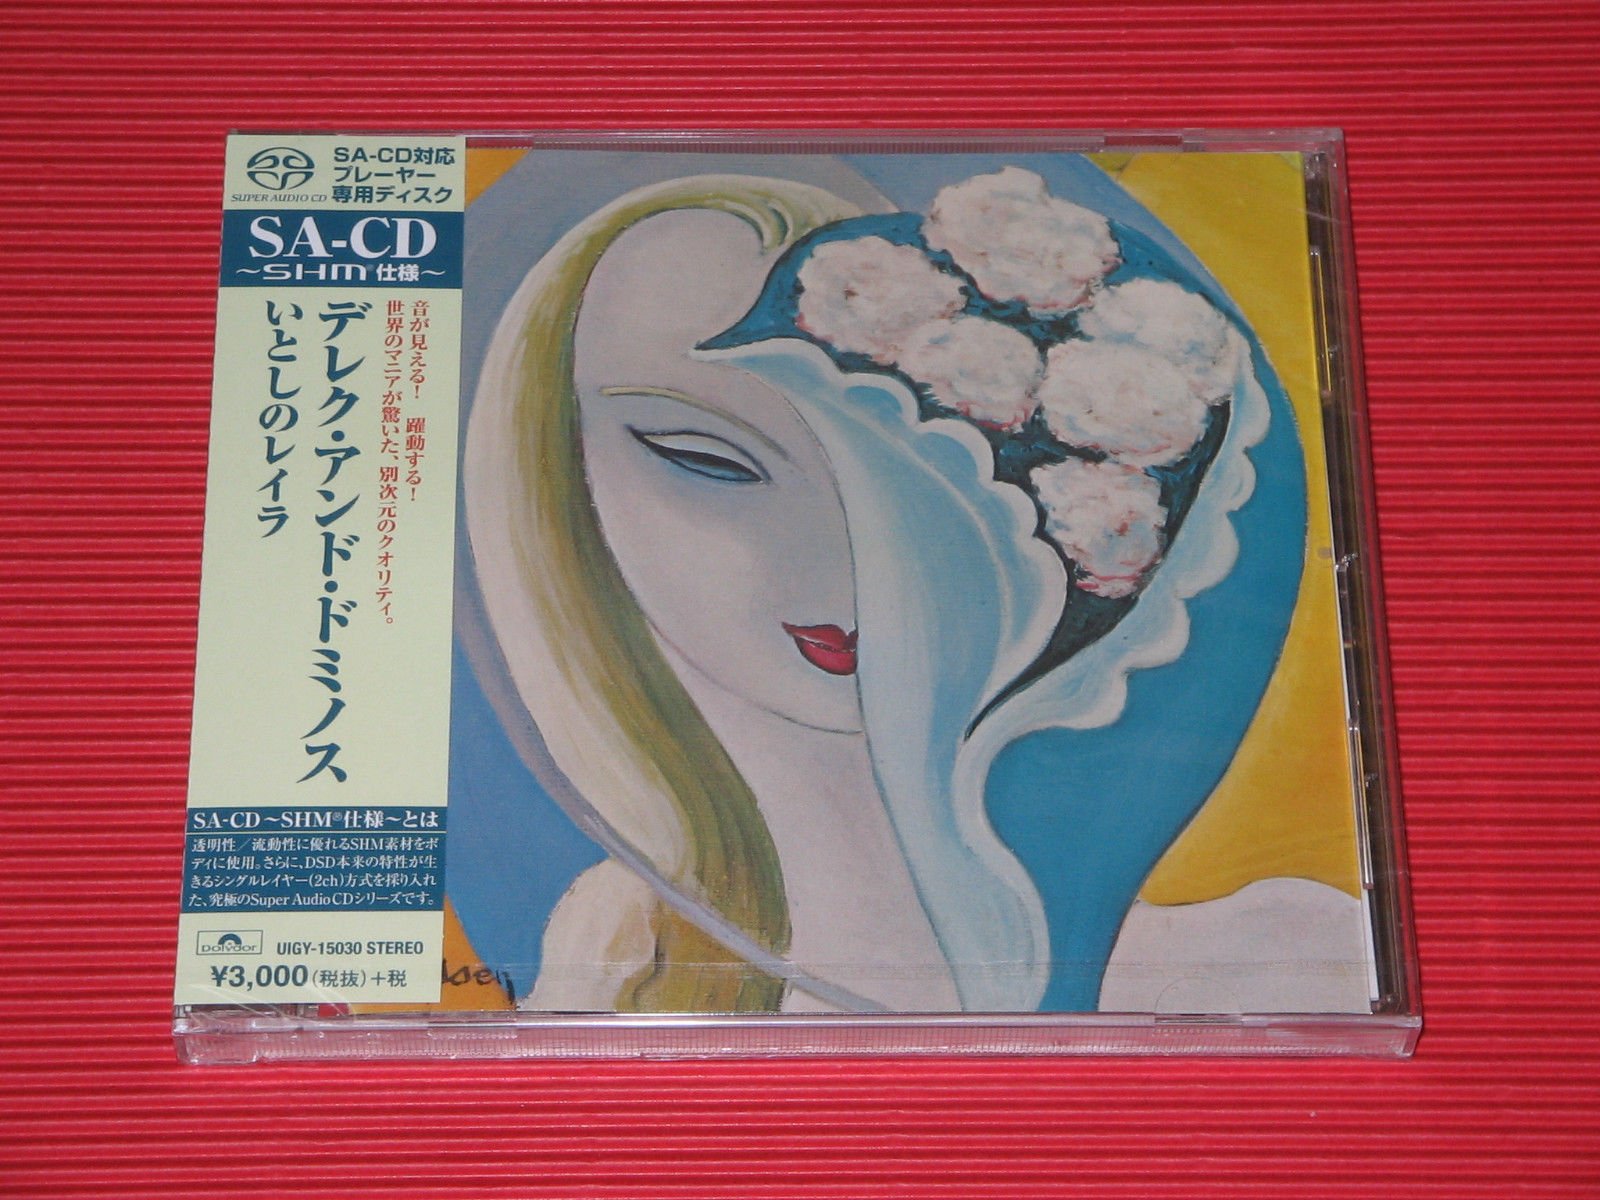 SUPER AUDIO CD
SA-CD対応
プレーヤー
専用ディスク
SA-CD
～SHM®仕様～
音が見える! 躍動する!
世界のマニアが驚いた、別次元のクオリティ。
デレク・アンド・ドミノス
いとしのレイラ
SA-CD～SHM®仕様～とは
透明性/流動性に優れるSHM素材をボ
ディに使用。さらに、DSD本来の特性が生
きるシングルレイヤー(2ch)方式を採り入れ
た、究極のSuper Audio CDシリーズです。
Polydor
UIGY-15030 STEREO
¥3,000(税抜)+税